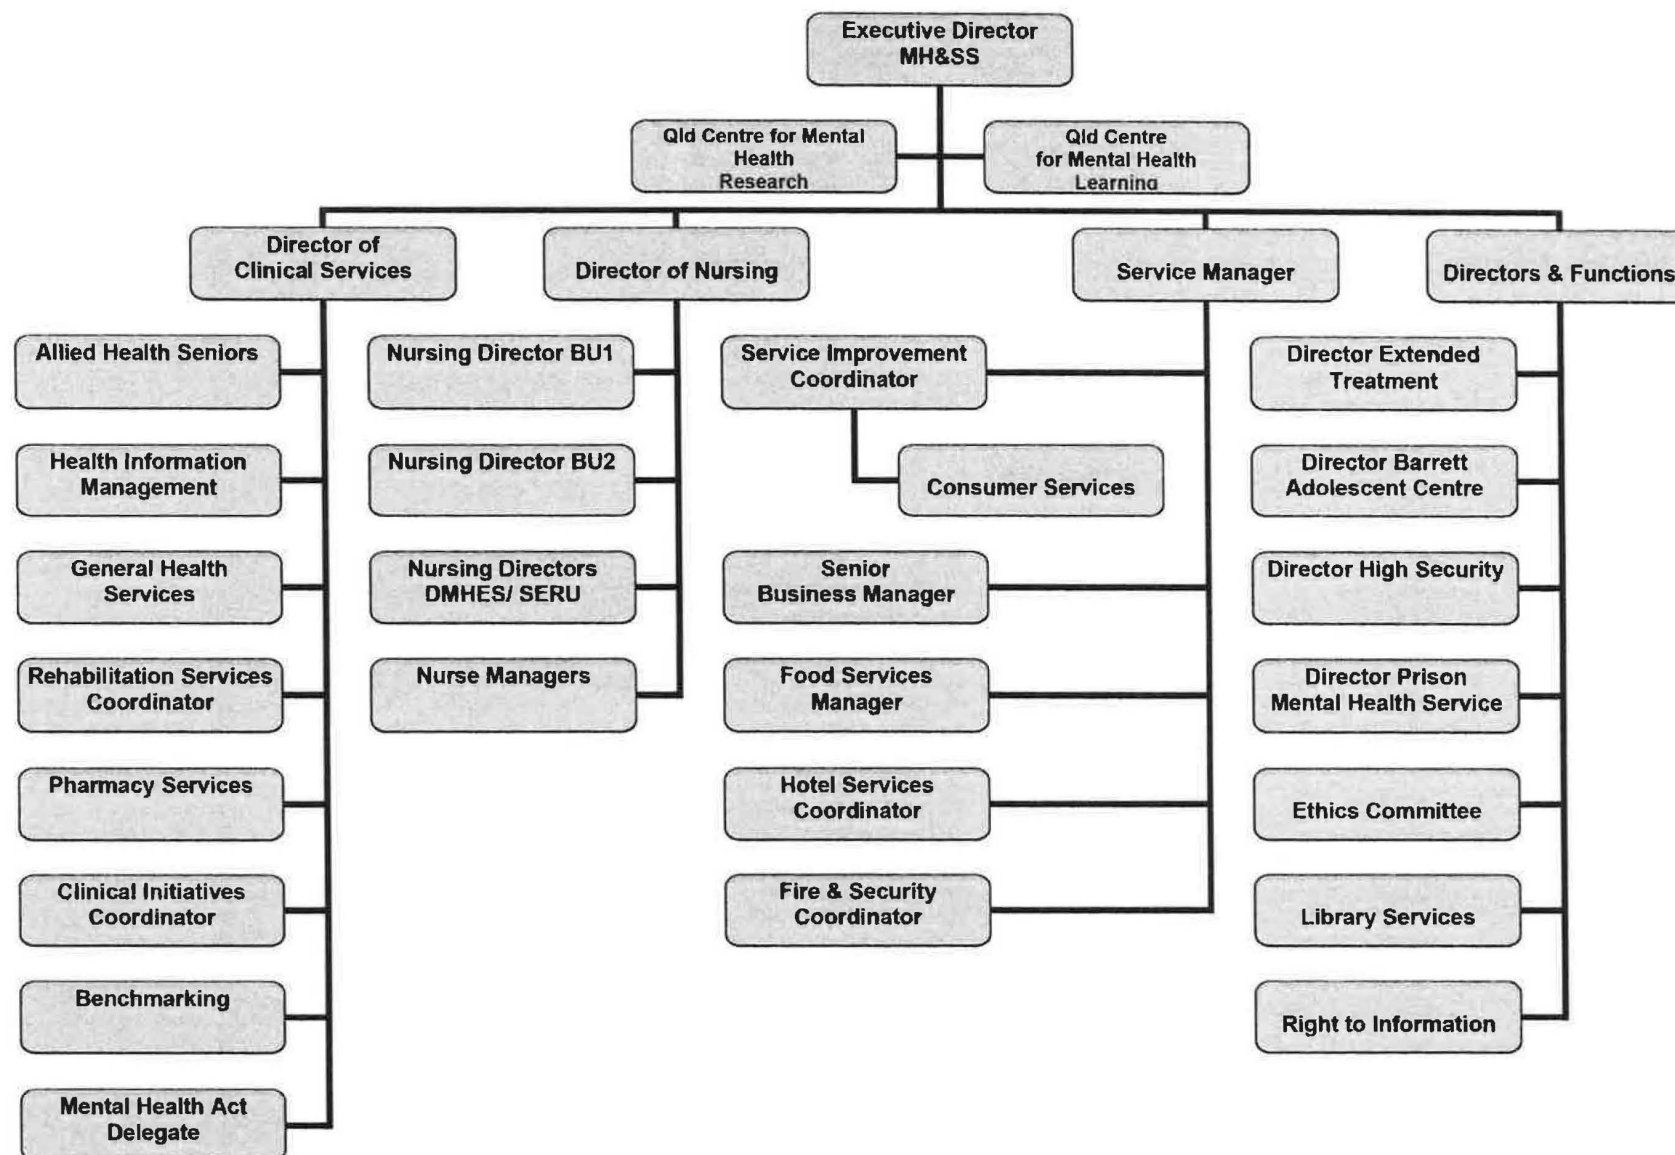 Executive Director
MH&SS
Qld Centre for Mental
Health
Research
Qld Centre
for Mental Health
Learning
Director of
Clinical Services
Director of Nursing
Service Manager
Directors & Functions
Allied Health Seniors
Health Information
Management
General Health
Services
Rehabilitation Services
Coordinator
Pharmacy Services
Clinical Initiatives
Coordinator
Benchmarking
Mental Health Act
Delegate
Nursing Director BU1
Nursing Director BU2
Nursing Directors
DMHES/ SERU
Nurse Managers
Service Improvement
Coordinator
Consumer Services
Senior
Business Manager
Food Services
Manager
Hotel Services
Coordinator
Fire & Security
Coordinator
Director Extended
Treatment
Director Barrett
Adolescent Centre
Director High Security
Director Prison
Mental Health Service
Ethics Committee
Library Services
Right to Information